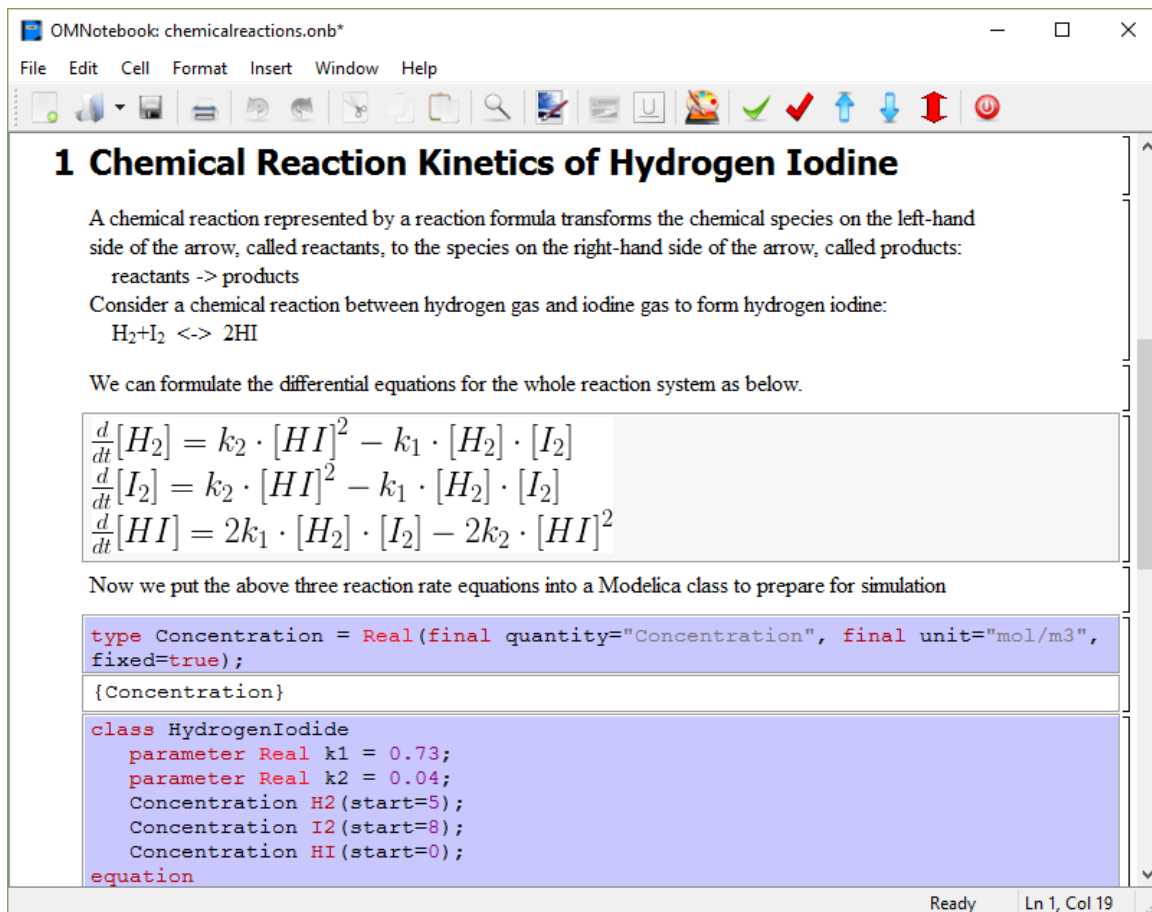 OMNotebook: chemicalreactions.onb*
File Edit Cell Format Insert Window Help
U
1 Chemical Reaction Kinetics of Hydrogen Iodine
A chemical reaction represented by a reaction formula transforms the chemical species on the left-hand
side of the arrow, called reactants, to the species on the right-hand side of the arrow, called products:
reactants -> products
Consider a chemical reaction between hydrogen gas and iodine gas to form hydrogen iodine:
H₂+I₂ <-> 2HI
We can formulate the differential equations for the whole reaction system as below.
d/dt[H₂] = k₂ · [HI]² − k₁ · [H₂] · [I₂]
d/dt[I₂] = k₂ · [HI]² − k₁ · [H₂] · [I₂]
d/dt[HI] = 2k₁ · [H₂] · [I₂] − 2k₂ · [HI]²
Now we put the above three reaction rate equations into a Modelica class to prepare for simulation
type Concentration = Real(final quantity="Concentration", final unit="mol/m3",
fixed=true);
{Concentration}
class HydrogenIodide
parameter Real k1 = 0.73;
parameter Real k2 = 0.04;
Concentration H2(start=5);
Concentration I2(start=8);
Concentration HI(start=0);
equation
Ready Ln 1, Col 19